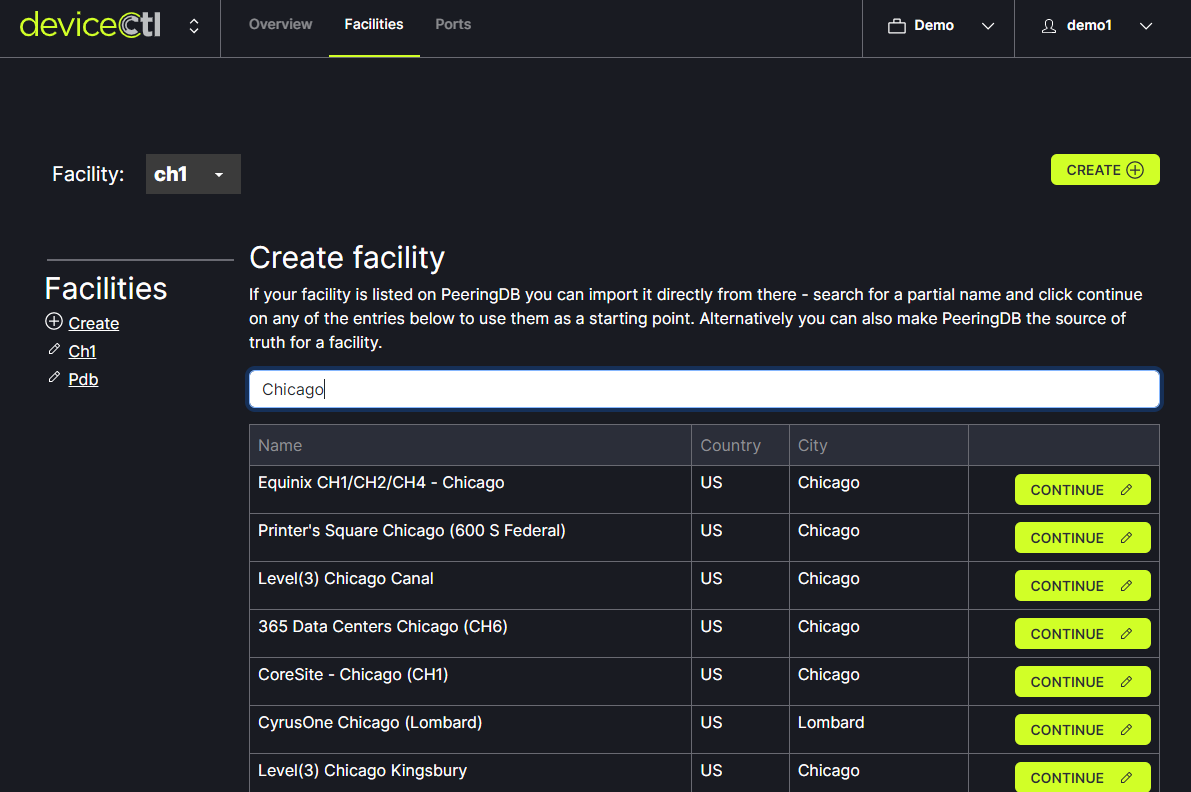 deviceCtl
Overview Facilities Ports
Demo
demo1
Facility: ch1
CREATE
Facilities
Create
Ch1
Pdb
Create facility
If your facility is listed on PeeringDB you can import it directly from there - search for a partial name and click continue
on any of the entries below to use them as a starting point. Alternatively you can also make PeeringDB the source of
truth for a facility.
Chicago
Name Country City
Equinix CH1/CH2/CH4 - Chicago US Chicago CONTINUE
Printer's Square Chicago (600 S Federal) US Chicago CONTINUE
Level(3) Chicago Canal US Chicago CONTINUE
365 Data Centers Chicago (CH6) US Chicago CONTINUE
CoreSite - Chicago (CH1) US Chicago CONTINUE
CyrusOne Chicago (Lombard) US Lombard CONTINUE
Level(3) Chicago Kingsbury US Chicago CONTINUE